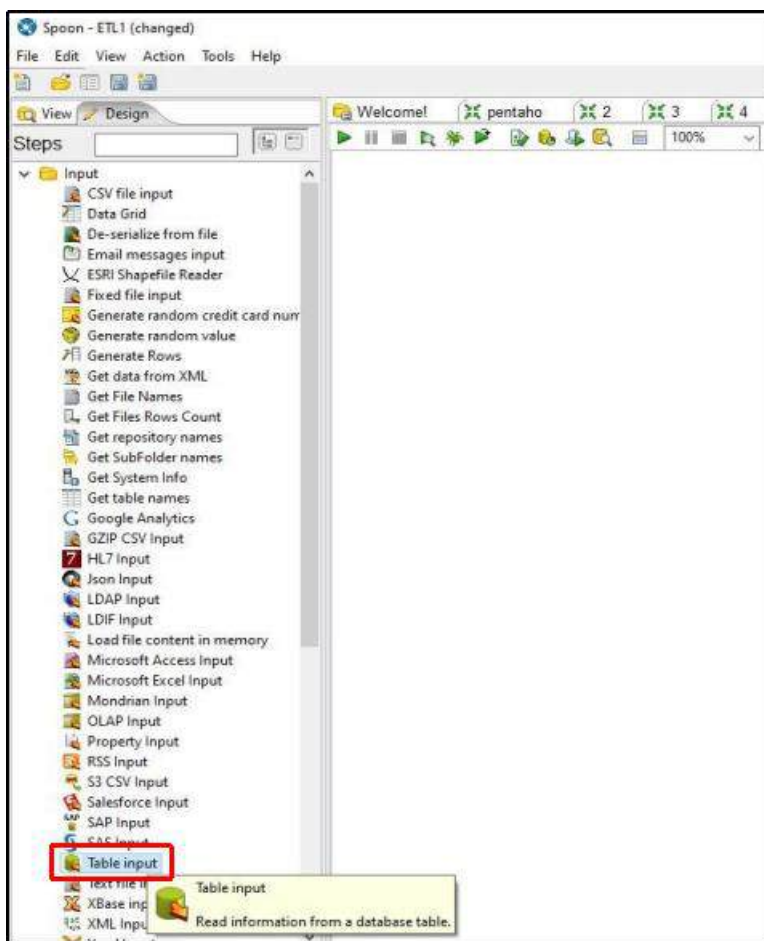 Spoon - ETL1 (changed)
File Edit View Action Tools Help
View Design
Welcome! pentaho 2 3 4
Steps
100%
Input
CSV file input
Data Grid
De-serialize from file
Email messages input
ESRI Shapefile Reader
Fixed file input
Generate random credit card num
Generate random value
Generate Rows
Get data from XML
Get File Names
Get Files Rows Count
Get repository names
Get SubFolder names
Get System Info
Get table names
Google Analytics
GZIP CSV Input
HL7 Input
Json Input
LDAP Input
LDIF Input
Load file content in memory
Microsoft Access Input
Microsoft Excel Input
Mondrian Input
OLAP Input
Property Input
RSS Input
S3 CSV Input
Salesforce Input
SAP Input
SAS Input
Table input
Text file i
Table input
XBase inp
Read information from a database table.
XML Inpu